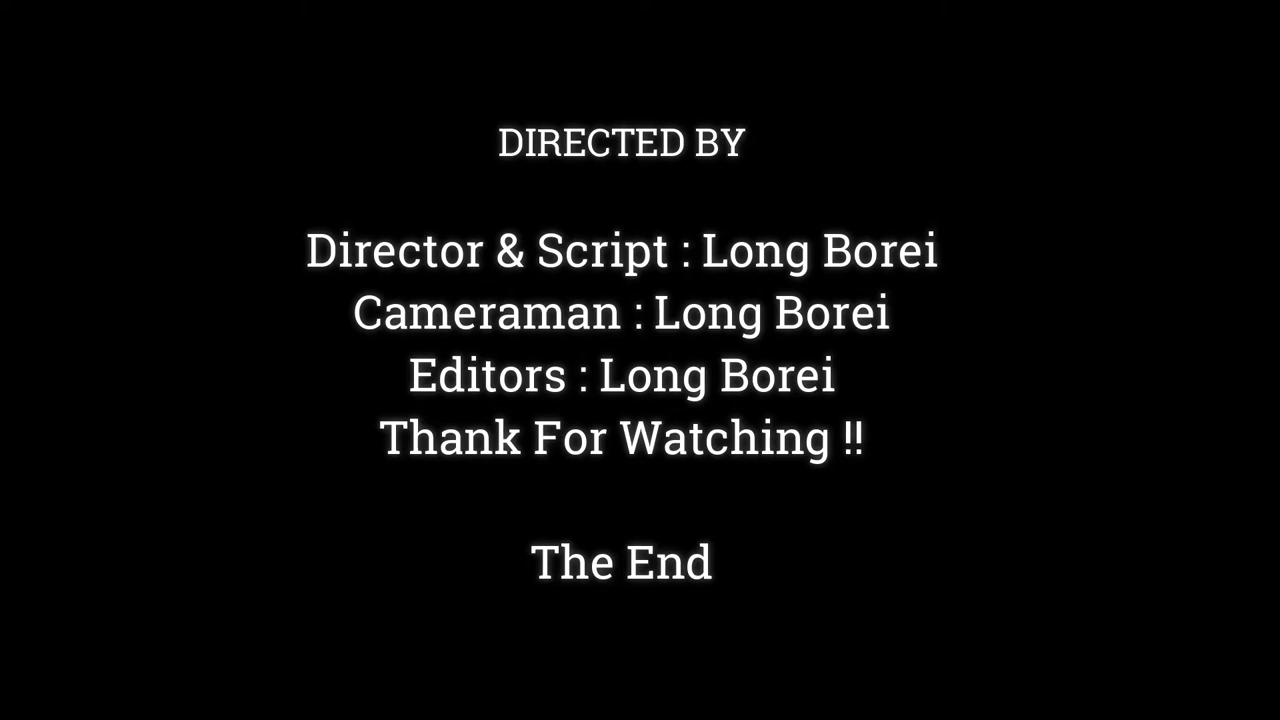 DIRECTED BY
Director & Script : Long Borei
Cameraman : Long Borei
Editors : Long Borei
Thank For Watching !!
The End